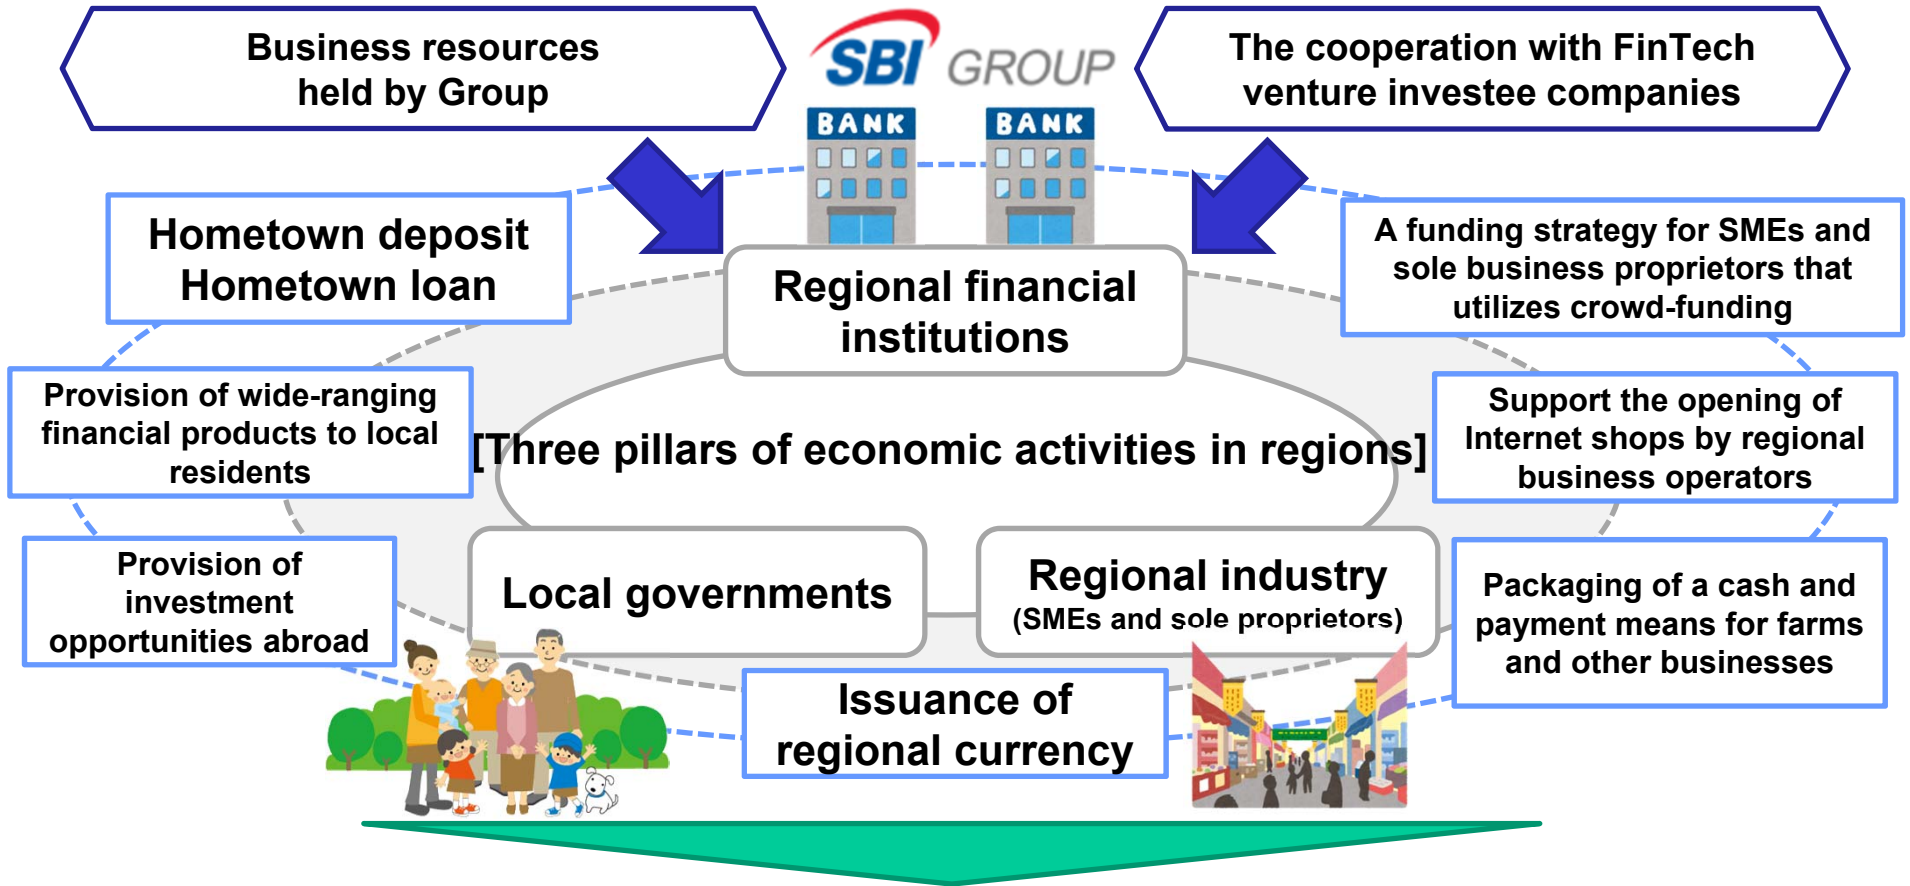 Business resources
held by Group
SBI GROUP
The cooperation with FinTech
venture investee companies
BANK
BANK
Hometown deposit
Hometown loan
Regional financial
institutions
A funding strategy for SMEs and
sole business proprietors that
utilizes crowd-funding
Provision of wide-ranging
financial products to local
residents
[Three pillars of economic activities in regions]
Support the opening of
Internet shops by regional
business operators
Provision of
investment
opportunities abroad
Local governments
Regional industry
(SMEs and sole proprietors)
Packaging of a cash and
payment means for farms
and other businesses
Issuance of
regional currency